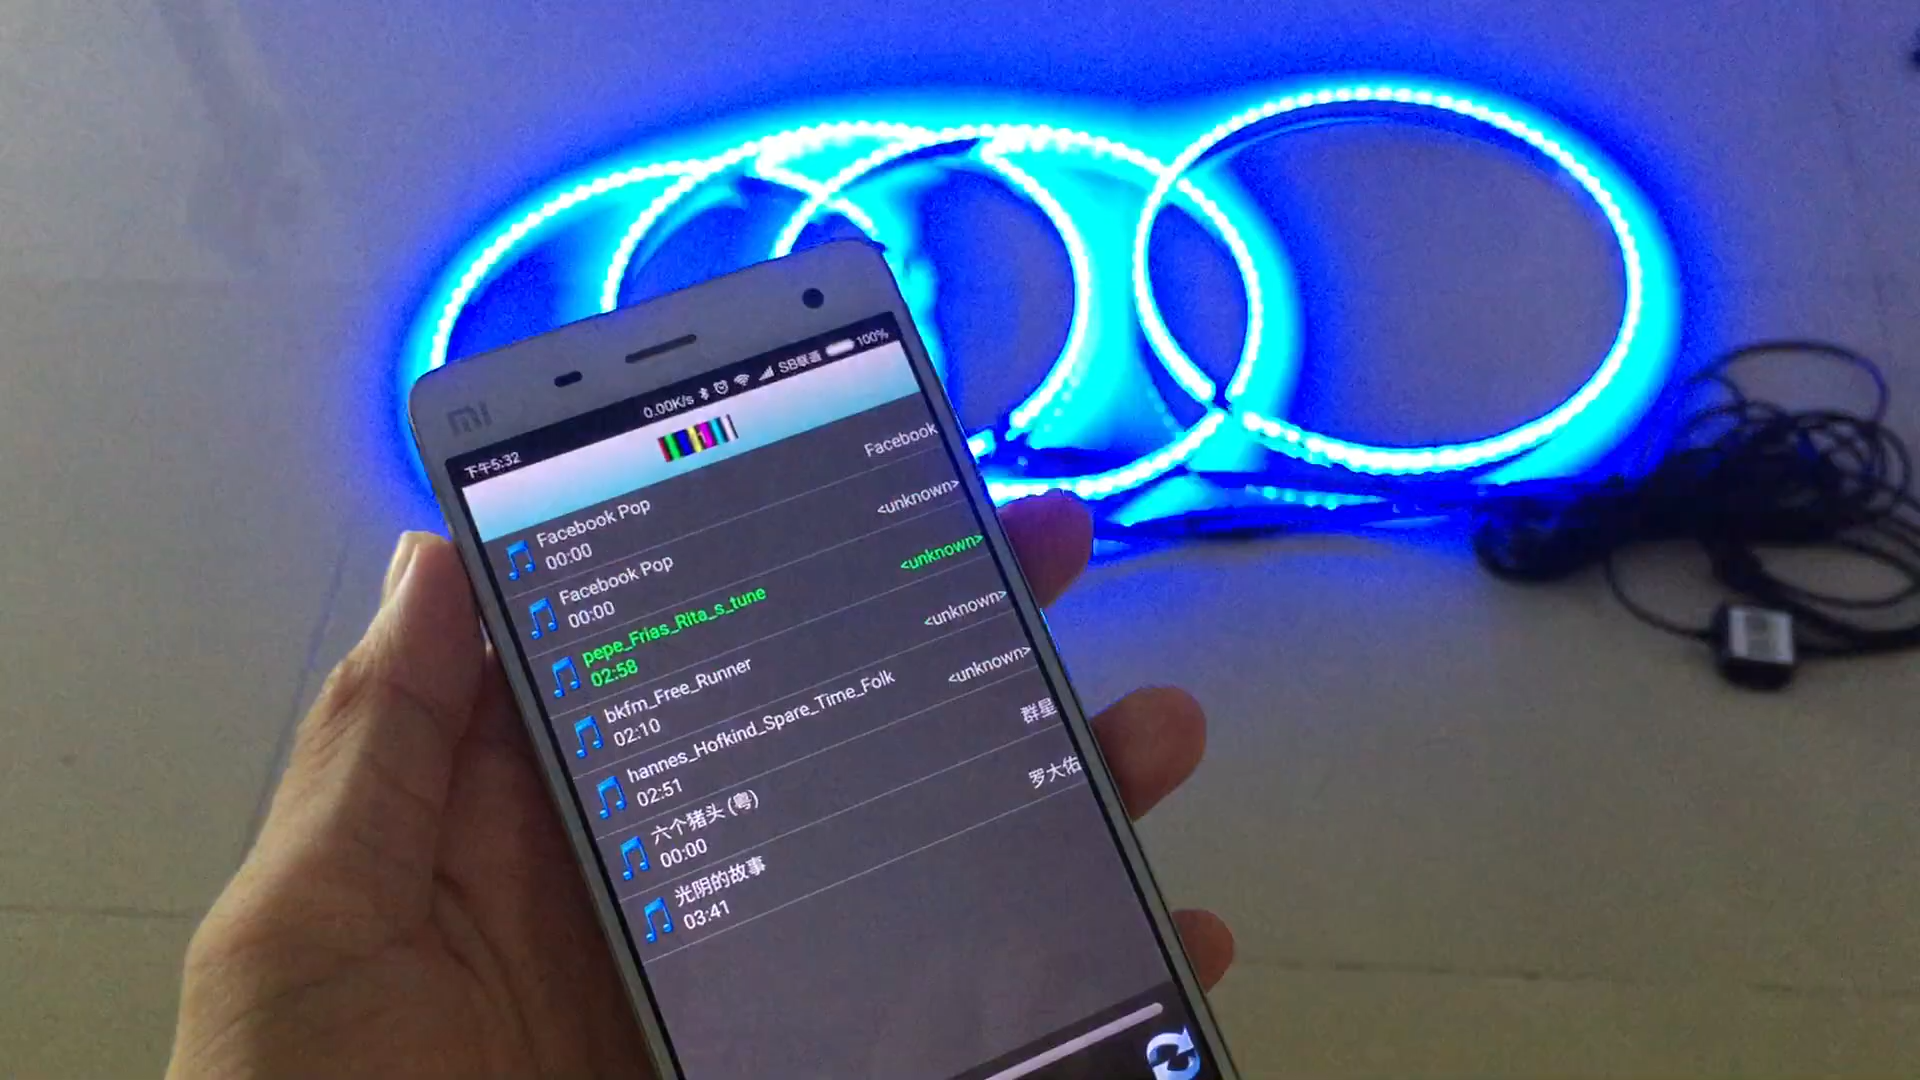 MI
下午5:32
0.00K/s
SB联画
100%
Facebook Pop
Facebook
00:00
Facebook Pop
<unknown>
00:00
pepe_Frias_Rita_s_tune
<unknown>
02:58
bkfm_Free_Runner
<unknown>
02:10
hannes_Hofkind_Spare_Time_Folk
<unknown>
02:51
六个猪头 (粤)
群星
00:00
光阴的故事
罗大佑
03:41